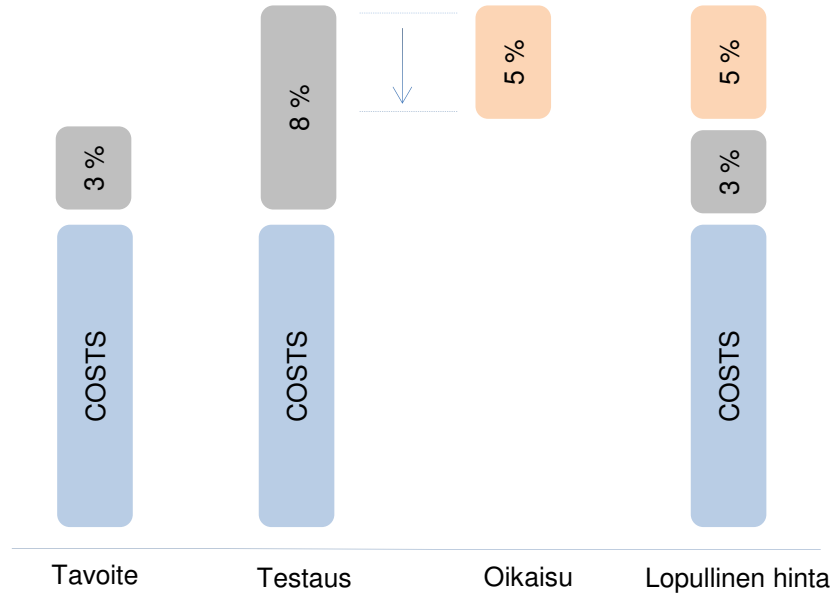 3 %
COSTS
8 %
COSTS
5 %
5 %
3 %
COSTS
Tavoite
Testaus
Oikaisu
Lopullinen hinta